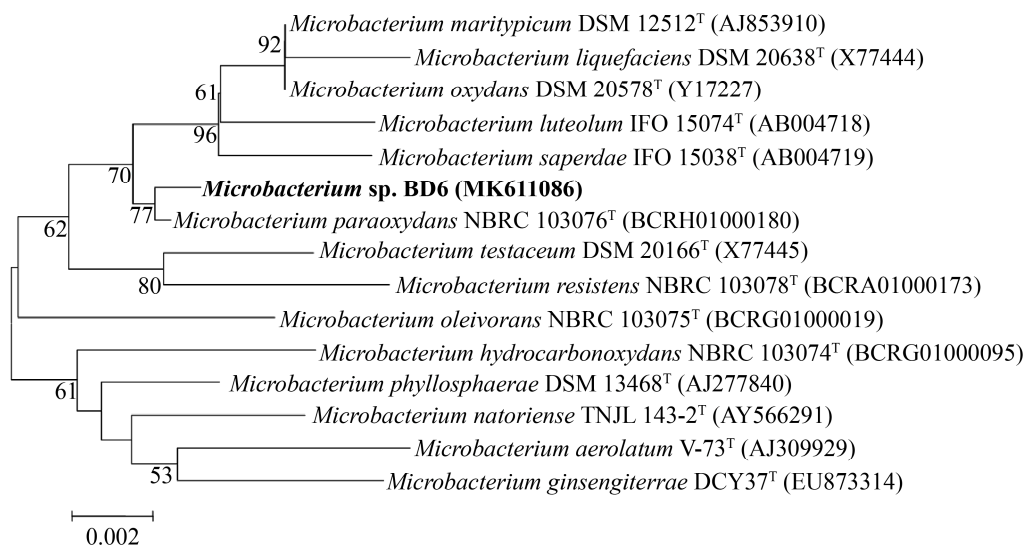 Microbacterium maritypicum DSM 12512ᵀ (AJ853910)
92
Microbacterium liquefaciens DSM 20638ᵀ (X77444)
Microbacterium oxydans DSM 20578ᵀ (Y17227)
61
Microbacterium luteolum IFO 15074ᵀ (AB004718)
96
Microbacterium saperdae IFO 15038ᵀ (AB004719)
70
Microbacterium sp. BD6 (MK611086)
77
Microbacterium paraoxydans NBRC 103076ᵀ (BCRH01000180)
62
Microbacterium testaceum DSM 20166ᵀ (X77445)
80
Microbacterium resistens NBRC 103078ᵀ (BCRA01000173)
Microbacterium oleivorans NBRC 103075ᵀ (BCRG01000019)
Microbacterium hydrocarbonoxydans NBRC 103074ᵀ (BCRG01000095)
61
Microbacterium phyllosphaerae DSM 13468ᵀ (AJ277840)
Microbacterium natoriense TNJL 143-2ᵀ (AY566291)
Microbacterium aerolatum V-73ᵀ (AJ309929)
53
Microbacterium ginsengiterrae DCY37ᵀ (EU873314)
0.002